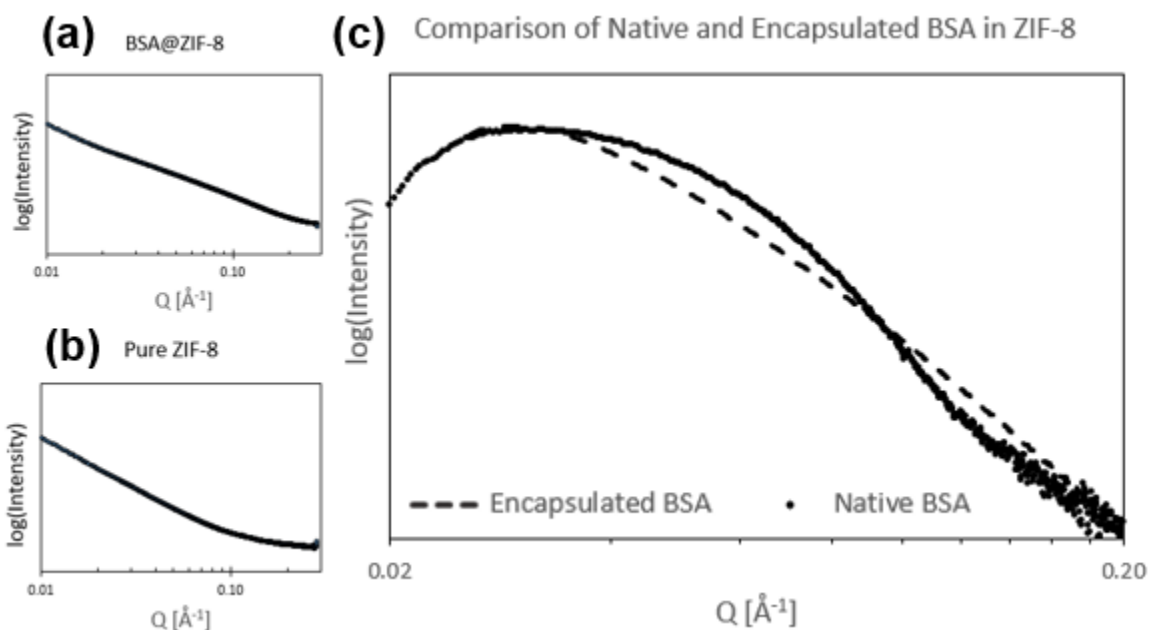 (a) BSA@ZIF-8
log(Intensity)
0.01 0.10
Q [Å⁻¹]
(b) Pure ZIF-8
log(Intensity)
0.01 0.10
Q [Å⁻¹]
(c) Comparison of Native and Encapsulated BSA in ZIF-8
log(Intensity)
Encapsulated BSA Native BSA
0.02 0.20
Q [Å⁻¹]